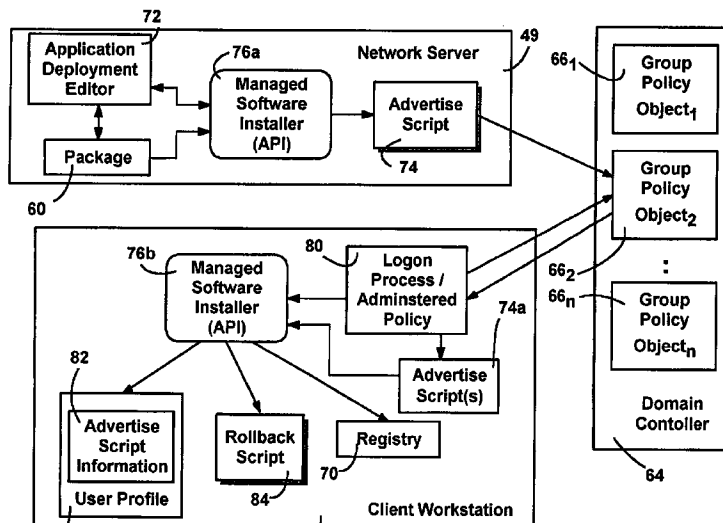 72
Application
Deployment
Editor
76a
Managed
Software
Installer
(API)
Network Server
49
Advertise
Script
74
Package
60
66₁
Group
Policy
Object₁
Group
Policy
Object₂
66₂
66ₙ
Group
Policy
Objectₙ
Domain
Contoller
64
76b
Managed
Software
Installer
(API)
80
Logon
Process /
Adminstered
Policy
74a
Advertise
Script(s)
82
Advertise
Script
Information
User Profile
Rollback
Script
84
Registry
70
Client Workstation